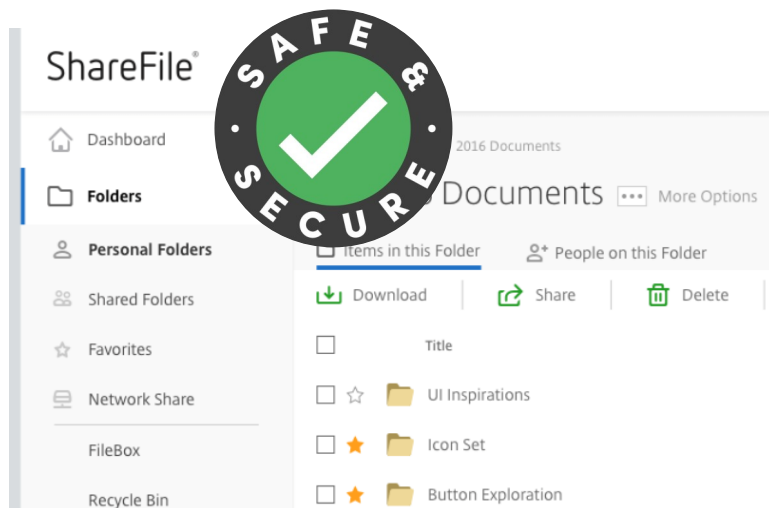 ShareFile®
SAFE &
SECURE
Dashboard
2016 Documents
Folders
Documents
More Options
Personal Folders
Items in this Folder
People on this Folder
Shared Folders
Download
Share
Delete
Favorites
Title
Network Share
UI Inspirations
FileBox
Icon Set
Recycle Bin
Button Exploration